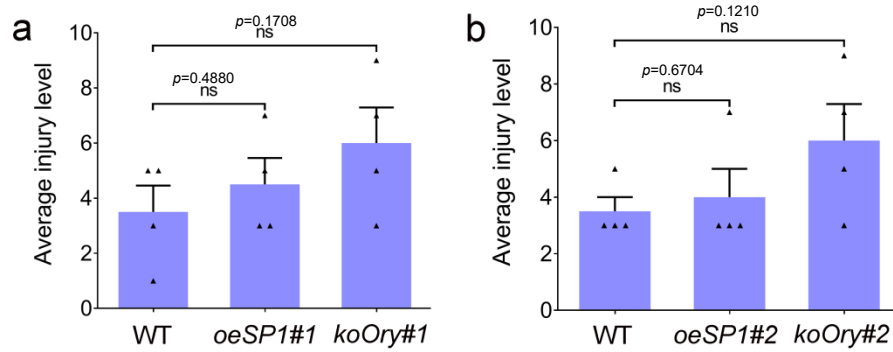 a
p=0.1708
ns
p=0.4880
ns
Average injury level
10
8
6
4
2
0
WT
oeSP1#1
koOry#1
b
p=0.1210
ns
p=0.6704
ns
Average injury level
10
8
6
4
2
0
WT
oeSP1#2
koOry#2